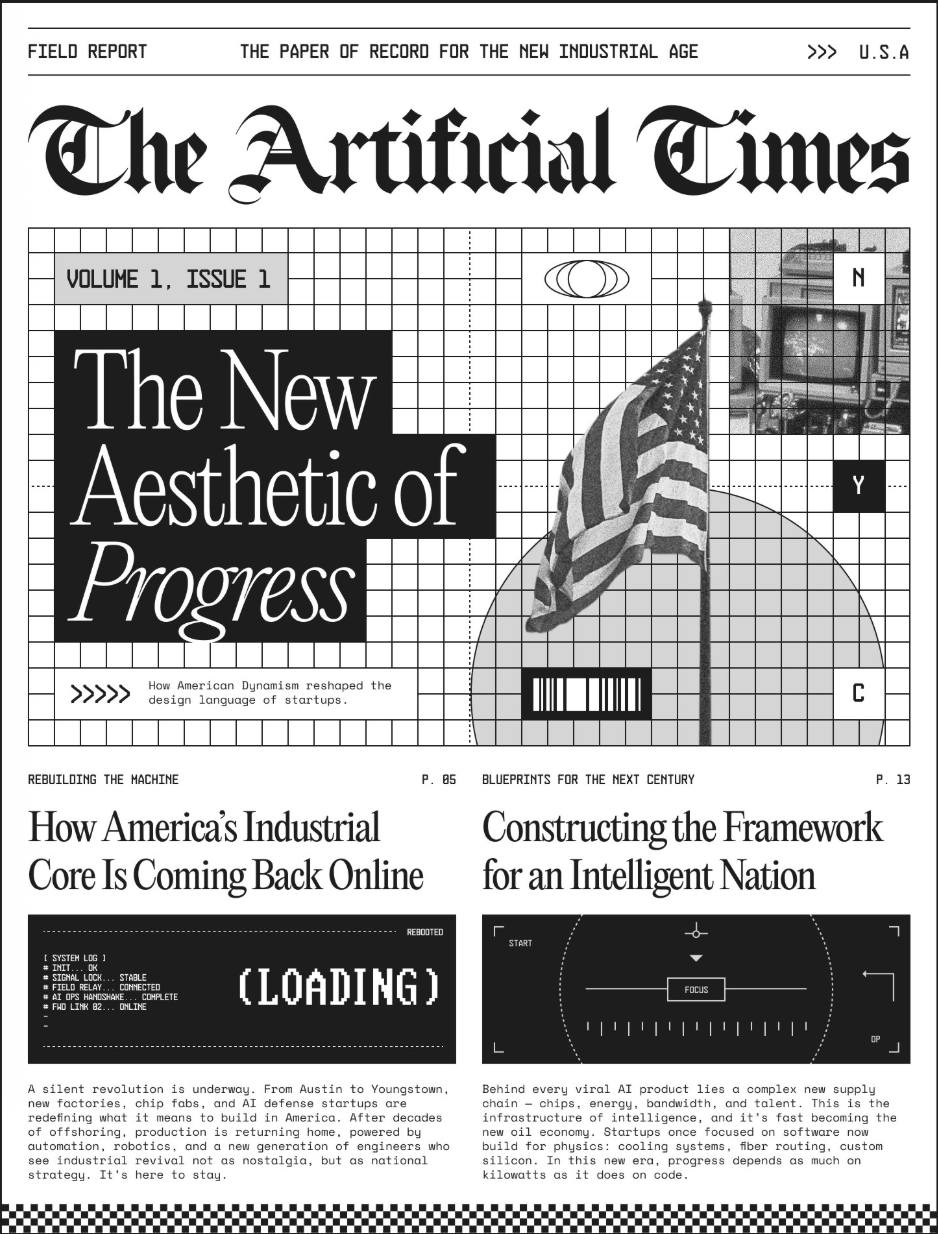 FIELD REPORT
THE PAPER OF RECORD FOR THE NEW INDUSTRIAL AGE
>>> U.S.A
The Artificial Times
VOLUME 1, ISSUE 1
N
The New
Aesthetic of
Progress
Y
>>>>> How American Dynamism reshaped the
design language of startups.
C
REBUILDING THE MACHINE
P. 05
How America's Industrial
Core Is Coming Back Online
REBOOTED
[ SYSTEM LOG ]
# INIT... OK
# SIGNAL LOCK... STABLE
# FIELD RELAY... CONNECTED
# AI OPS HANDSHAKE... COMPLETE
# FWD LINK 02... ONLINE
–
–
(LOADING)
A silent revolution is underway. From Austin to Youngstown,
new factories, chip fabs, and AI defense startups are
redefining what it means to build in America. After decades
of offshoring, production is returning home, powered by
automation, robotics, and a new generation of engineers who
see industrial revival not as nostalgia, but as national
strategy. It's here to stay.
BLUEPRINTS FOR THE NEXT CENTURY
P. 13
Constructing the Framework
for an Intelligent Nation
START
FOCUS
OP
Behind every viral AI product lies a complex new supply
chain — chips, energy, bandwidth, and talent. This is the
infrastructure of intelligence, and it's fast becoming the
new oil economy. Startups once focused on software now
build for physics: cooling systems, fiber routing, custom
silicon. In this new era, progress depends as much on
kilowatts as it does on code.